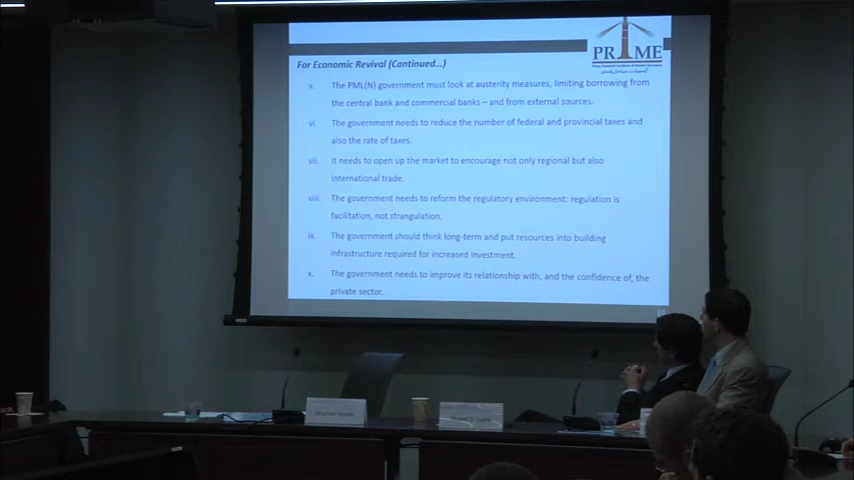 PRIME
For Economic Revival (Continued...)
v. The PML(N) government must look at austerity measures, limiting borrowing from
the central bank and commercial banks – and from external sources.
vi. The government needs to reduce the number of federal and provincial taxes and
also the rate of taxes.
vii. It needs to open up the market to encourage not only regional but also
international trade.
viii. The government needs to reform the regulatory environment: regulation is
facilitation, not strangulation.
ix. The government should think long-term and put resources into building
infrastructure required for increased investment.
x. The government needs to improve its relationship with, and the confidence of, the
private sector.